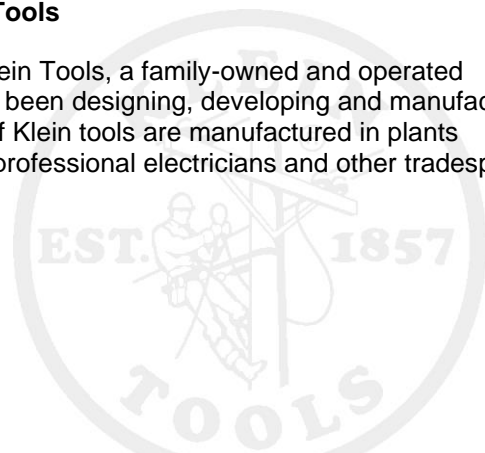 Tools
ein Tools, a family-owned and operated
been designing, developing and manufac
f Klein tools are manufactured in plants
professional electricians and other tradesp
KLEIN
EST. 1857
TOOLS